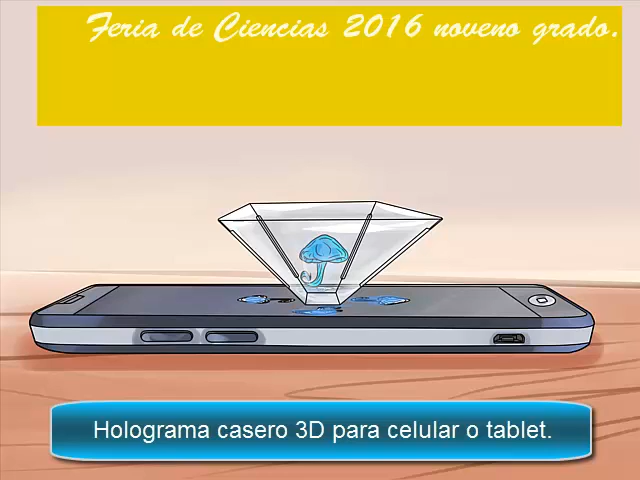 Feria de Ciencias 2016 noveno grado.
Holograma casero 3D para celular o tablet.